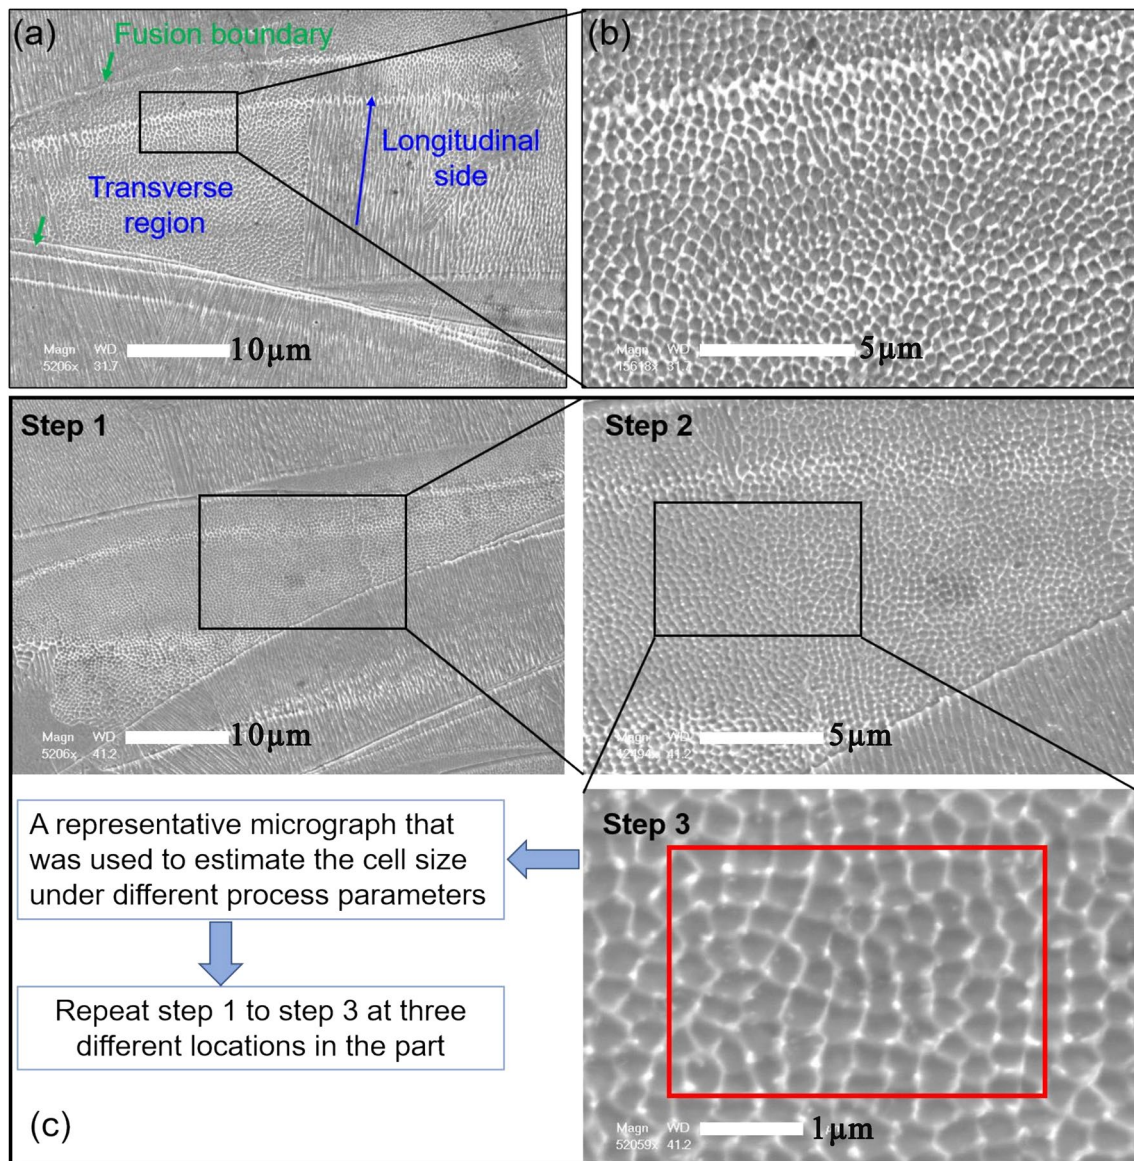 (a)
Fusion boundary
Longitudinal
side
Transverse
region
Magn WD
5206x 31.7
10µm
(b)
Magn WD
5µm
Step 1
Magn WD
5206x 41.2
10µm
Step 2
Magn WD
5µm
A representative micrograph that
was used to estimate the cell size
under different process parameters
Repeat step 1 to step 3 at three
different locations in the part
(c)
Step 3
Magn WD
52059x 41.2
1µm